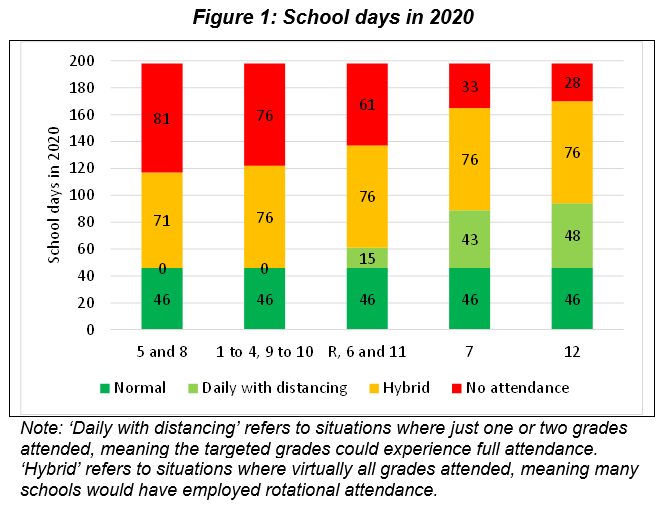 Figure 1: School days in 2020
School days in 2020
200
180
160
140
120
100
80
60
40
20
0
81 76 61 33 28
71 76 76 76 76
0 0 15 43 48
46 46 46 46 46
5 and 8 1 to 4, 9 to 10 R, 6 and 11 7 12
Normal Daily with distancing Hybrid No attendance
Note: ‘Daily with distancing’ refers to situations where just one or two grades
attended, meaning the targeted grades could experience full attendance.
‘Hybrid’ refers to situations where virtually all grades attended, meaning many
schools would have employed rotational attendance.